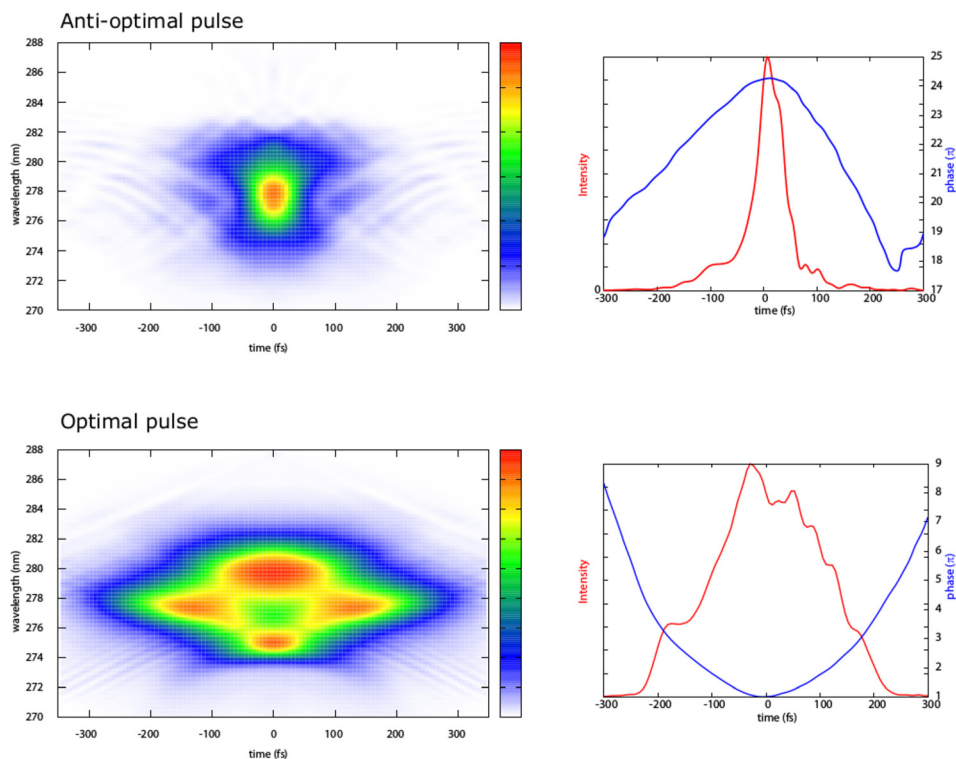 Anti-optimal pulse
288
286
284
282
280
278
276
274
272
270
wavelength (nm)
-300 -200 -100 0 100 200 300
time (fs)
Intensity
0
25
24
23
22
21
20
19
18
17
phase (π)
-300 -200 -100 0 100 200 300
time (fs)
Optimal pulse
288
286
284
282
280
278
276
274
272
270
wavelength (nm)
-300 -200 -100 0 100 200 300
time (fs)
Intensity
9
8
7
6
5
4
3
2
1
phase (π)
-300 -200 -100 0 100 200 300
time (fs)